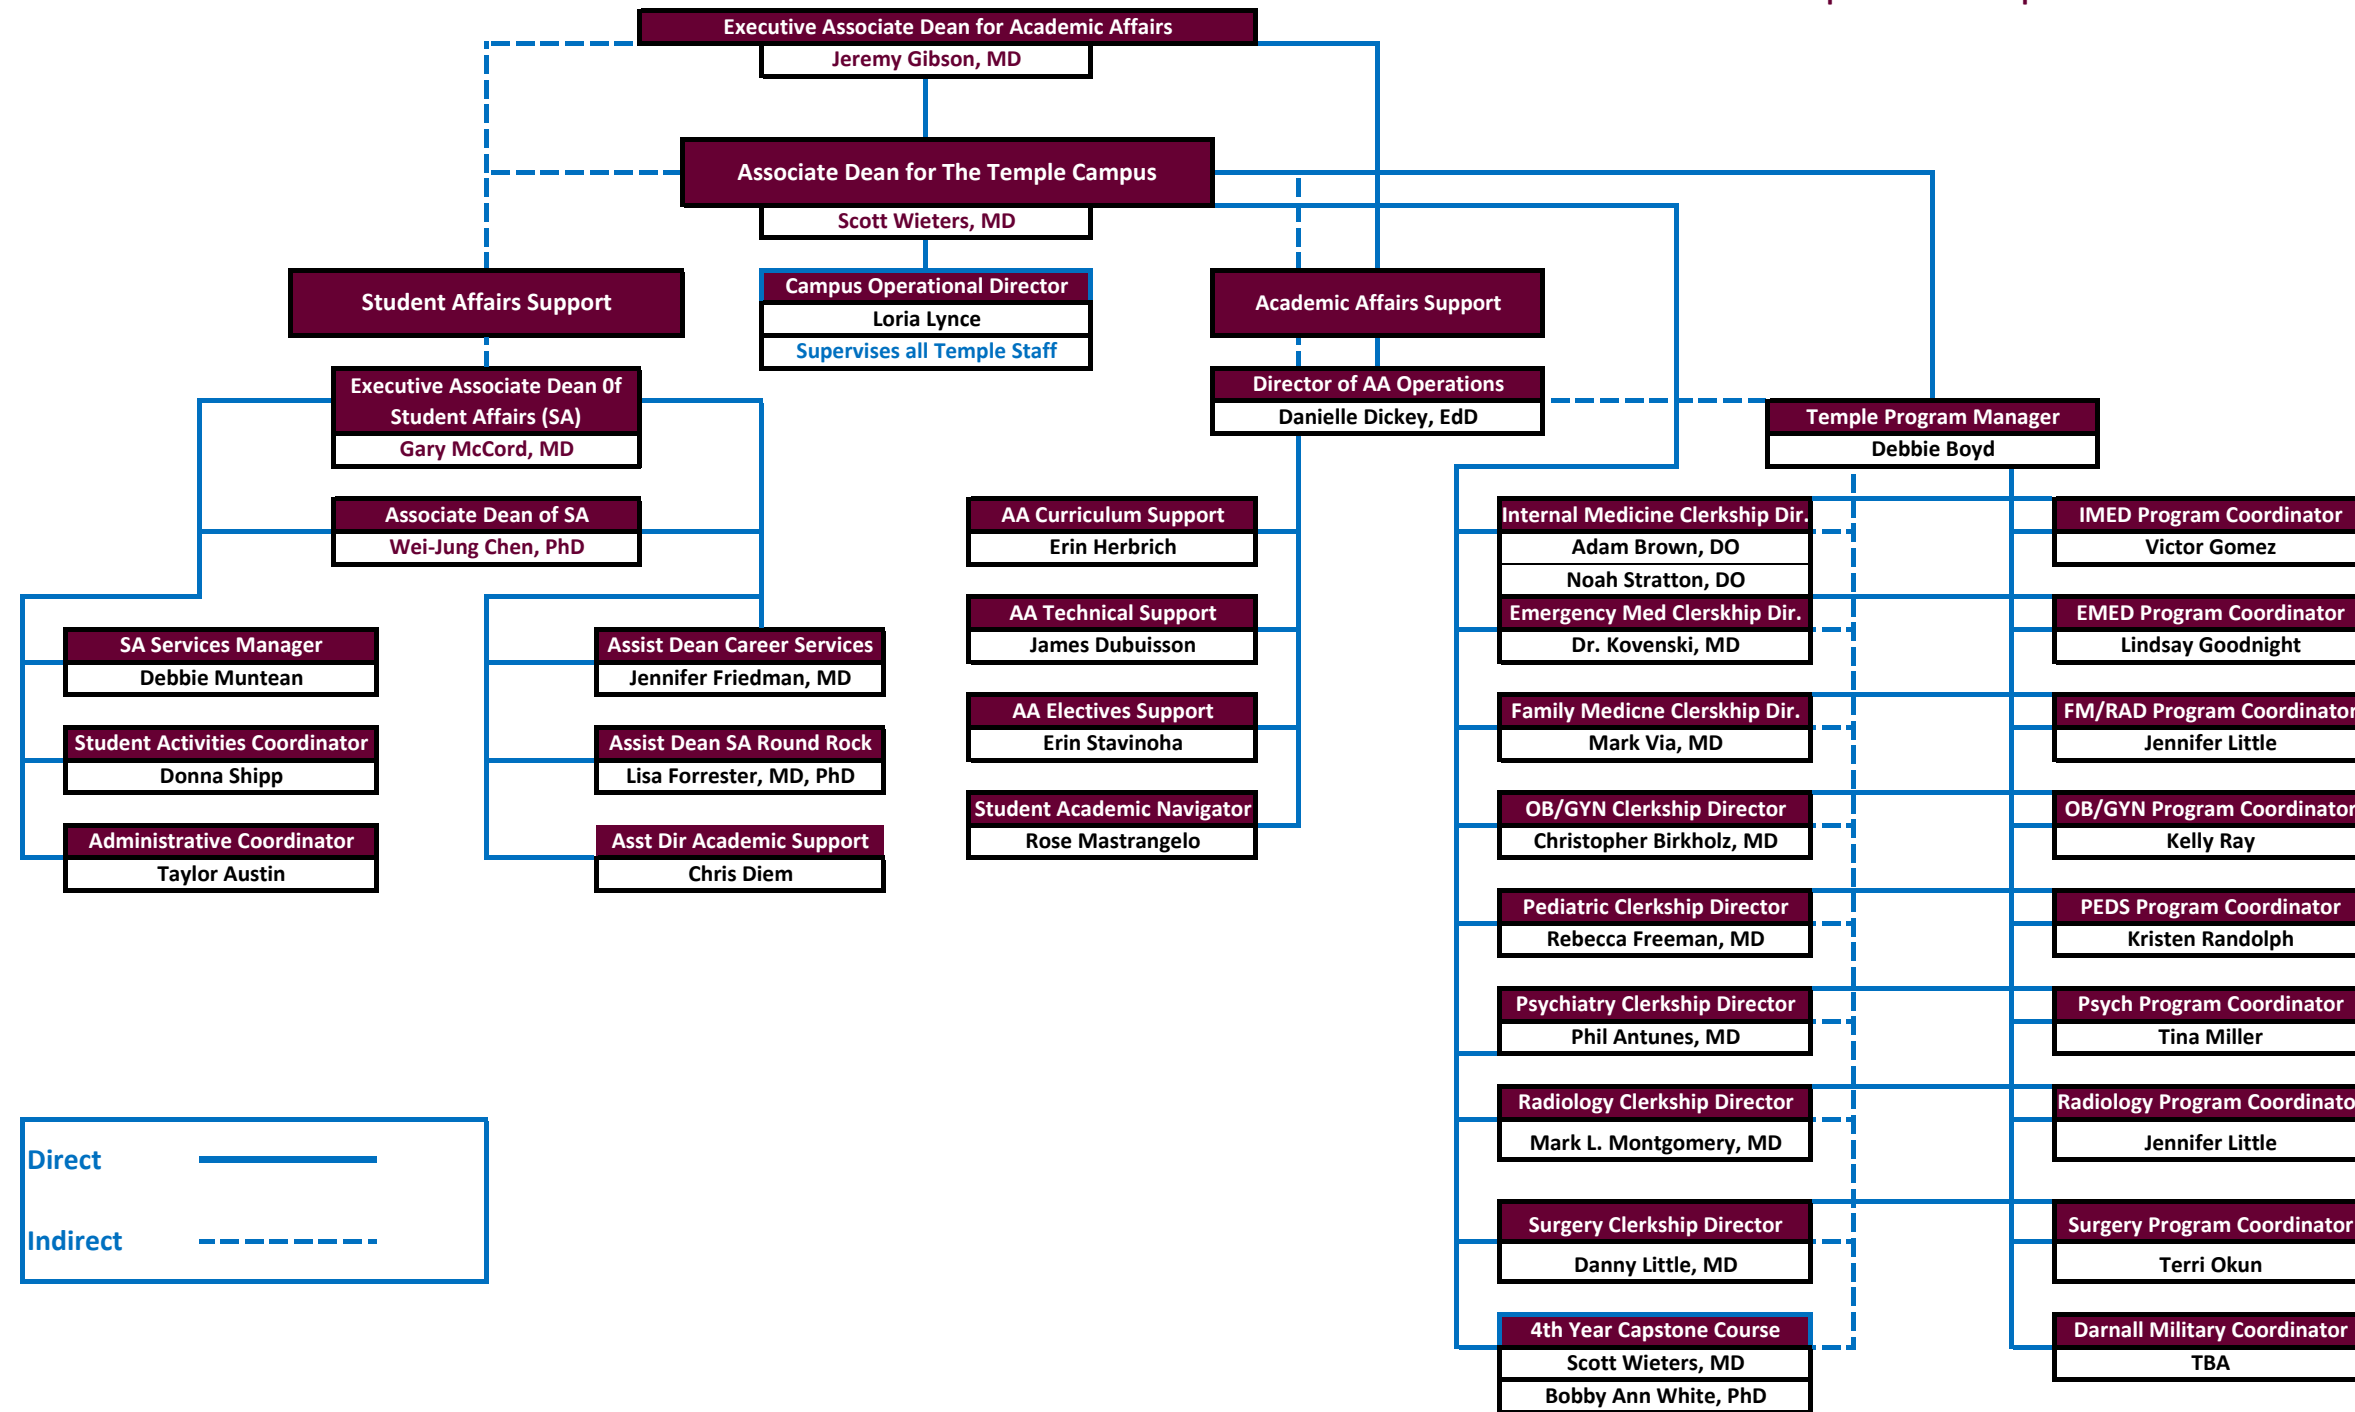 Executive Associate Dean for Academic Affairs
Jeremy Gibson, MD
Associate Dean for The Temple Campus
Scott Wieters, MD
Student Affairs Support
Campus Operational Director
Loria Lynce
Supervises all Temple Staff
Academic Affairs Support
Executive Associate Dean 0f
Student Affairs (SA)
Gary McCord, MD
Director of AA Operations
Danielle Dickey, EdD
Temple Program Manager
Debbie Boyd
Associate Dean of SA
Wei-Jung Chen, PhD
SA Services Manager
Debbie Muntean
Student Activities Coordinator
Donna Shipp
Administrative Coordinator
Taylor Austin
Assist Dean Career Services
Jennifer Friedman, MD
Assist Dean SA Round Rock
Lisa Forrester, MD, PhD
Asst Dir Academic Support
Chris Diem
AA Curriculum Support
Erin Herbrich
AA Technical Support
James Dubuisson
AA Electives Support
Erin Stavinoha
Student Academic Navigator
Rose Mastrangelo
Internal Medicine Clerkship Dir.
Adam Brown, DO
Noah Stratton, DO
Emergency Med Clerskhip Dir.
Dr. Kovenski, MD
Family Medicne Clerskhip Dir.
Mark Via, MD
OB/GYN Clerkship Director
Christopher Birkholz, MD
Pediatric Clerkship Director
Rebecca Freeman, MD
Psychiatry Clerkship Director
Phil Antunes, MD
Radiology Clerkship Director
Mark L. Montgomery, MD
Surgery Clerkship Director
Danny Little, MD
4th Year Capstone Course
Scott Wieters, MD
Bobby Ann White, PhD
IMED Program Coordinator
Victor Gomez
EMED Program Coordinator
Lindsay Goodnight
FM/RAD Program Coordinator
Jennifer Little
OB/GYN Program Coordinator
Kelly Ray
PEDS Program Coordinator
Kristen Randolph
Psych Program Coordinator
Tina Miller
Radiology Program Coordinato
Jennifer Little
Surgery Program Coordinator
Terri Okun
Darnall Military Coordinator
TBA
Direct
Indirect